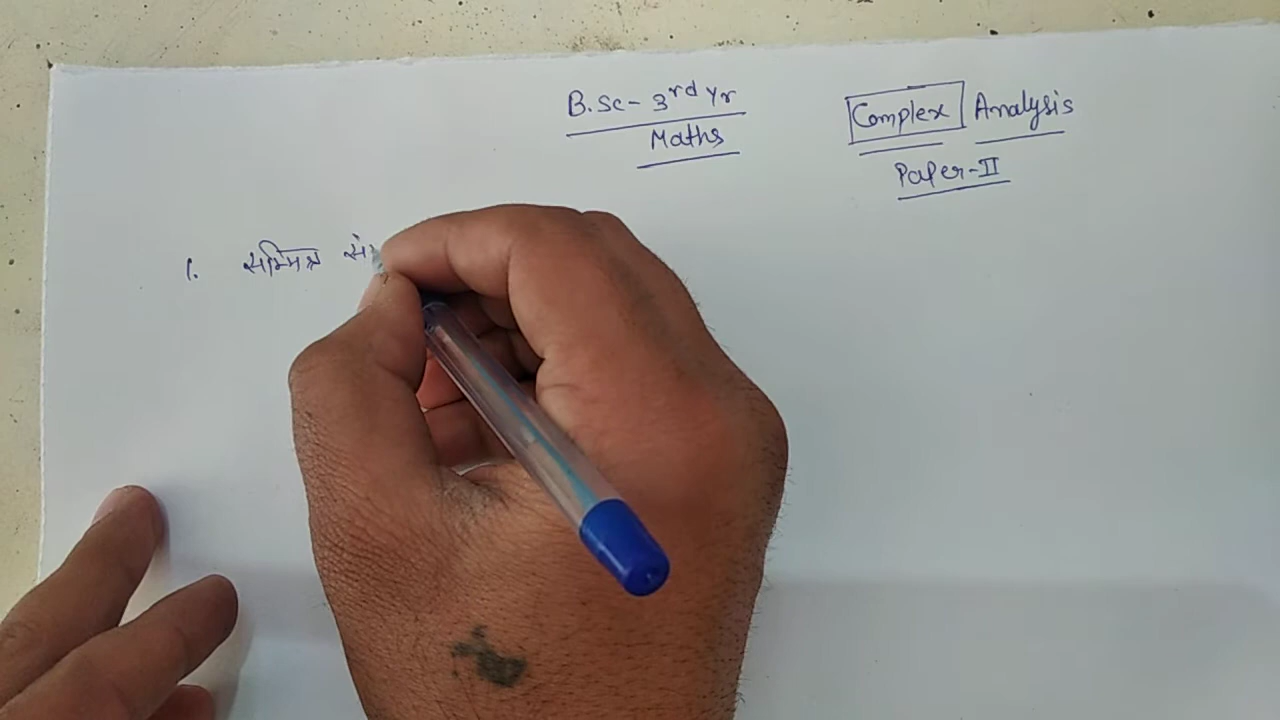 B.Sc- 3rd Yr
Maths
Complex Analysis
Paper-II
1. सम्मिश्र